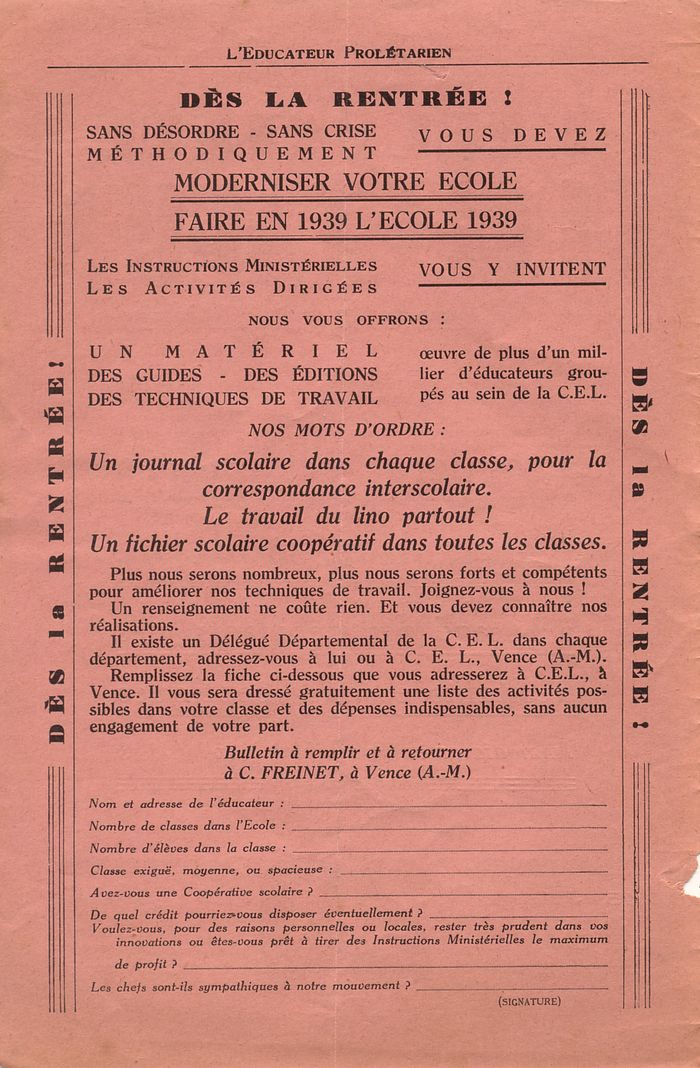 L'Educateur Prolétarien
DÈS LA RENTRÉE !
SANS DÉSORDRE - SANS CRISE
MÉTHODIQUEMENT
VOUS DEVEZ
MODERNISER VOTRE ECOLE
FAIRE EN 1939 L'ECOLE 1939
Les Instructions Ministérielles
Les Activités Dirigées
VOUS Y INVITENT
NOUS VOUS OFFRONS :
UN MATÉRIEL
DES GUIDES - DES ÉDITIONS
DES TECHNIQUES DE TRAVAIL
œuvre de plus d'un mil-
lier d'éducateurs grou-
pés au sein de la C.E.L.
NOS MOTS D'ORDRE :
Un journal scolaire dans chaque classe, pour la
correspondance interscolaire.
Le travail du lino partout !
Un fichier scolaire coopératif dans toutes les classes.
Plus nous serons nombreux, plus nous serons forts et compétents
pour améliorer nos techniques de travail. Joignez-vous à nous !
Un renseignement ne coûte rien. Et vous devez connaître nos
réalisations.
Il existe un Délégué Départemental de la C. E. L. dans chaque
département, adressez-vous à lui ou à C. E. L., Vence (A.-M.).
Remplissez la fiche ci-dessous que vous adresserez à C.E.L., à
Vence. Il vous sera dressé gratuitement une liste des activités pos-
sibles dans votre classe et des dépenses indispensables, sans aucun
engagement de votre part.
Bulletin à remplir et à retourner
à C. FREINET, à Vence (A.-M.)
Nom et adresse de l'éducateur :
Nombre de classes dans l'Ecole :
Nombre d'élèves dans la classe :
Classe exiguë, moyenne, ou spacieuse :
Avez-vous une Coopérative scolaire ?
De quel crédit pourriez-vous disposer éventuellement ?
Voulez-vous, pour des raisons personnelles ou locales, rester très prudent dans vos
innovations ou êtes-vous prêt à tirer des Instructions Ministérielles le maximum
de profit ?
Les chefs sont-ils sympathiques à notre mouvement ?
(SIGNATURE)
DÈS la RENTRÉE !
DÈS la RENTRÉE !